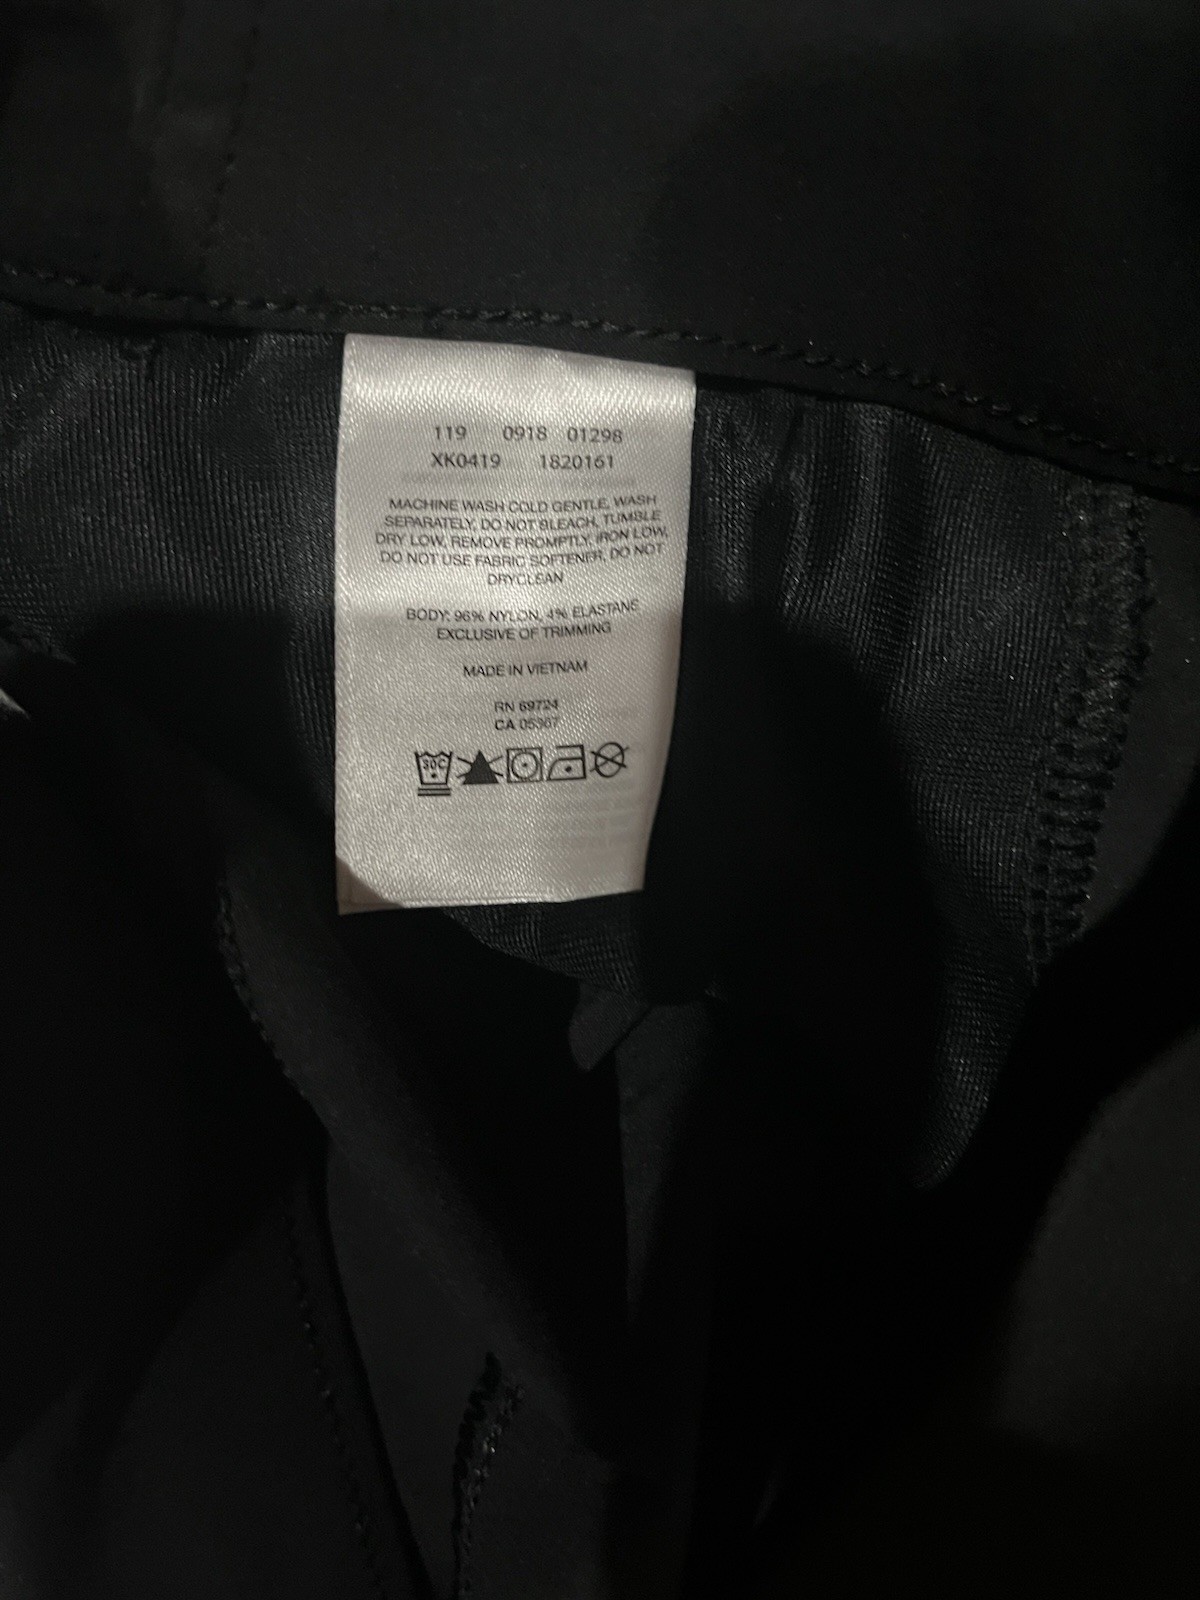 119 0918 01298
XK0419 1820161
MACHINE WASH COLD GENTLE, WASH
SEPARATELY, DO NOT BLEACH, TUMBLE
DRY LOW, REMOVE PROMPTLY, IRON LOW,
DO NOT USE FABRIC SOFTENER, DO NOT
DRYCLEAN
BODY: 96% NYLON, 4% ELASTANE
EXCLUSIVE OF TRIMMING
MADE IN VIETNAM
RN 69724
CA 05367
30C